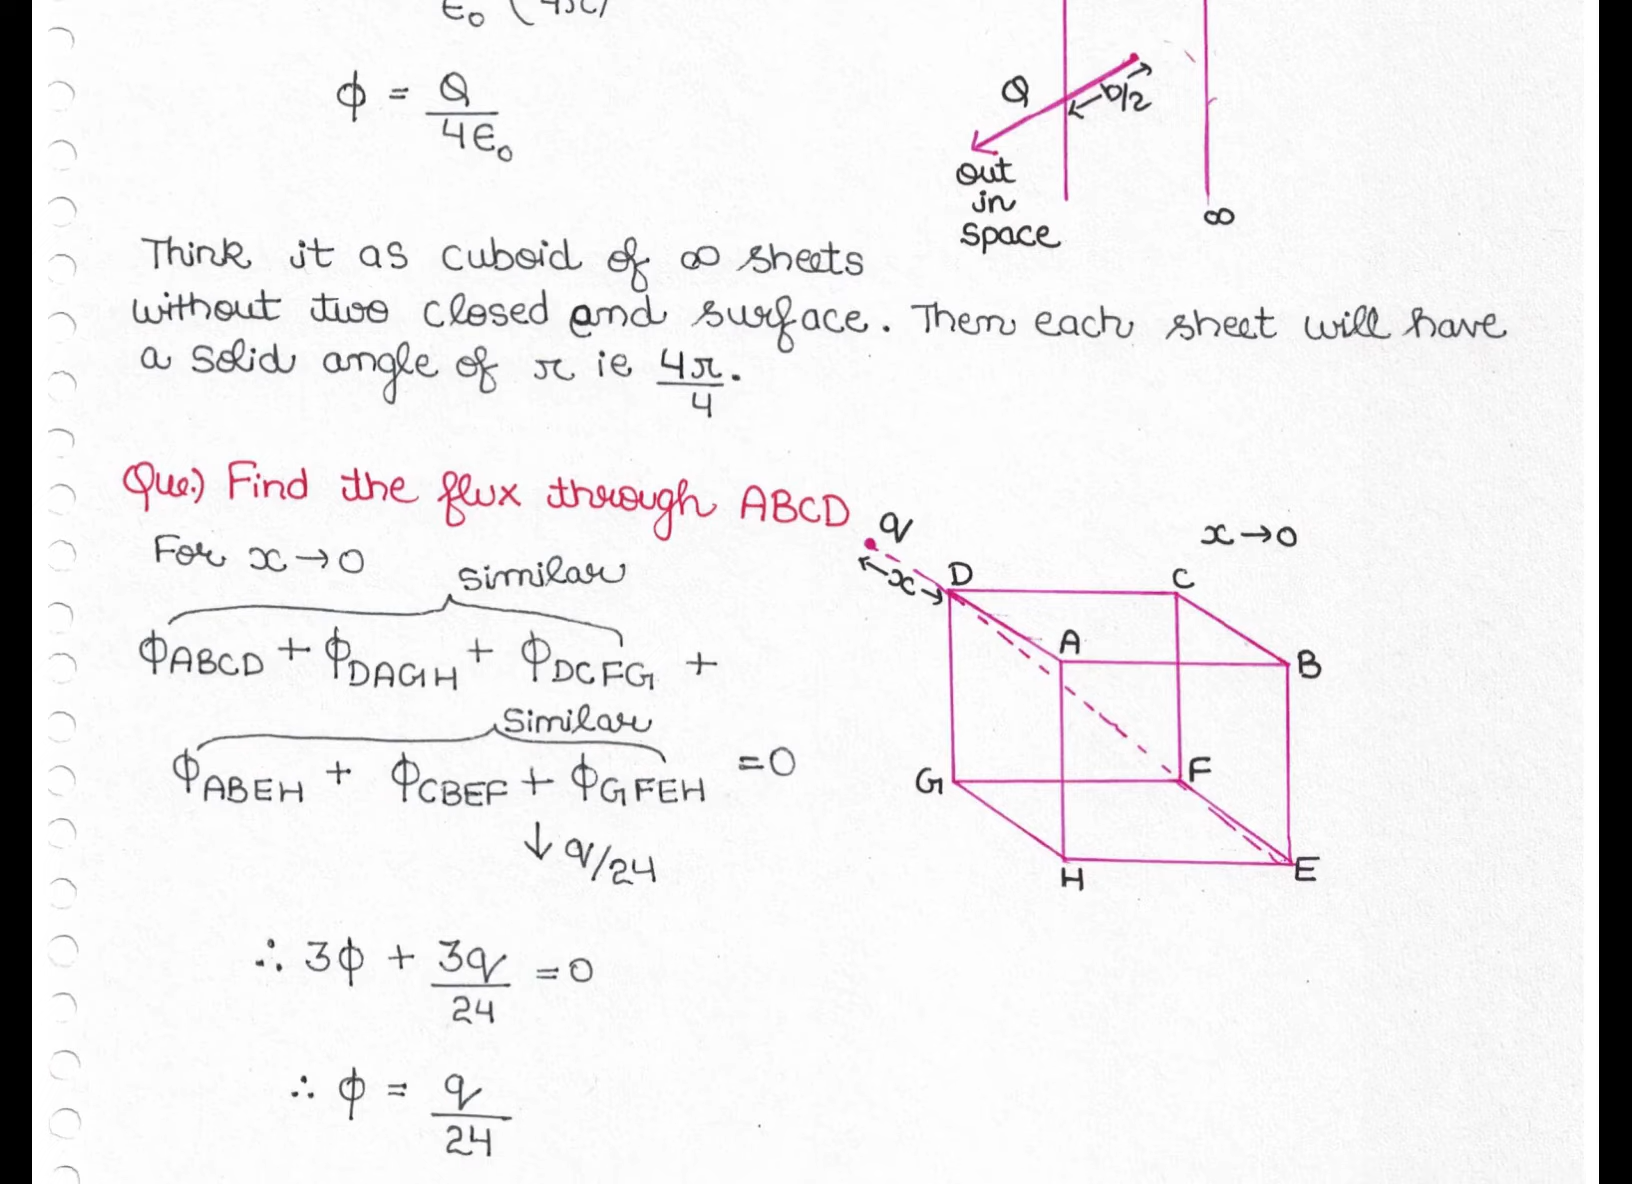 ϕ = Q / 4ε₀
Q
b/2
out
in
space
∞
Think it as cuboid of ∞ sheets
without two closed end surface. Then each sheet will have
a solid angle of π ie 4π/4.
Que:) Find the flux through ABCD
For x→0
similar
ϕABCD + ϕDAGH + ϕDCFG +
similar
ϕABEH + ϕCBEF + ϕGFEH = 0
↓ q/24
∴ 3ϕ + 3q/24 = 0
∴ ϕ = q/24
q
x→0
x
D
C
A
B
G
F
H
E